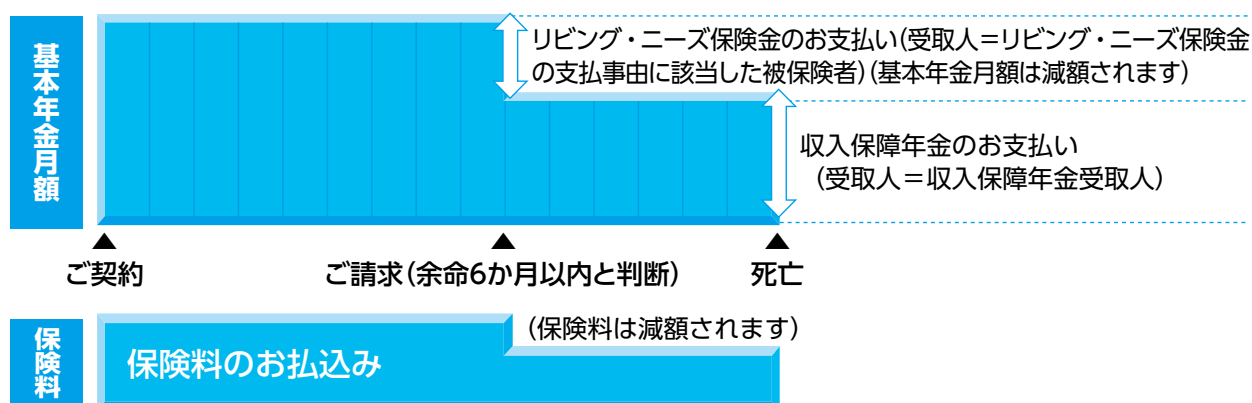 基本年金月額
リビング・ニーズ保険金のお支払い(受取人＝リビング・ニーズ保険金
の支払事由に該当した被保険者)(基本年金月額は減額されます)
収入保障年金のお支払い
(受取人＝収入保障年金受取人)
▲ ▲ ▲
ご契約 ご請求(余命6か月以内と判断) 死亡
保険料
(保険料は減額されます)
保険料のお払込み